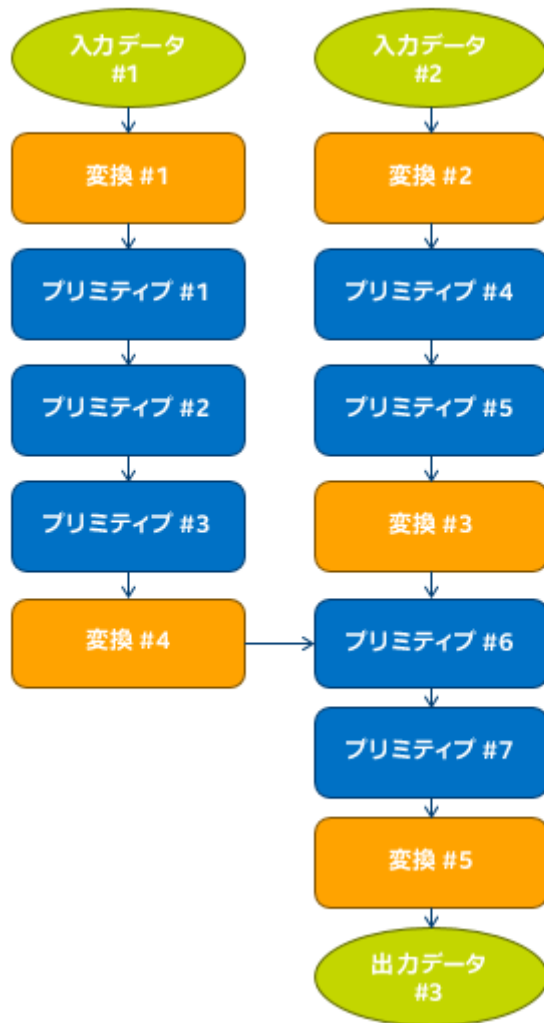 入力データ
#1
変換 #1
プリミティブ #1
プリミティブ #2
プリミティブ #3
変換 #4
入力データ
#2
変換 #2
プリミティブ #4
プリミティブ #5
変換 #3
プリミティブ #6
プリミティブ #7
変換 #5
出力データ
#3